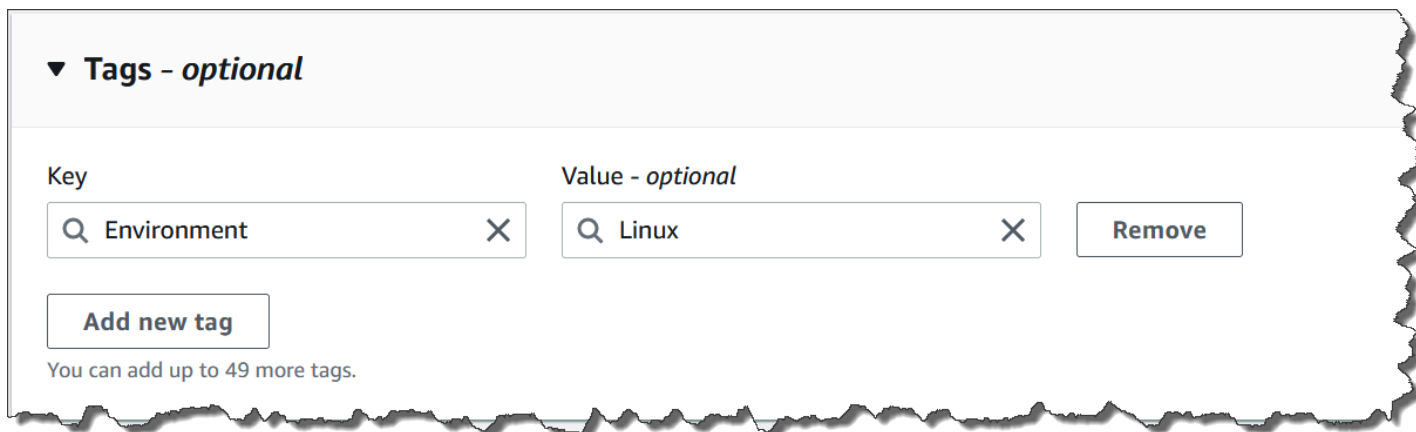 Tags - optional
Key Value - optional
Environment Linux Remove
Add new tag
You can add up to 49 more tags.